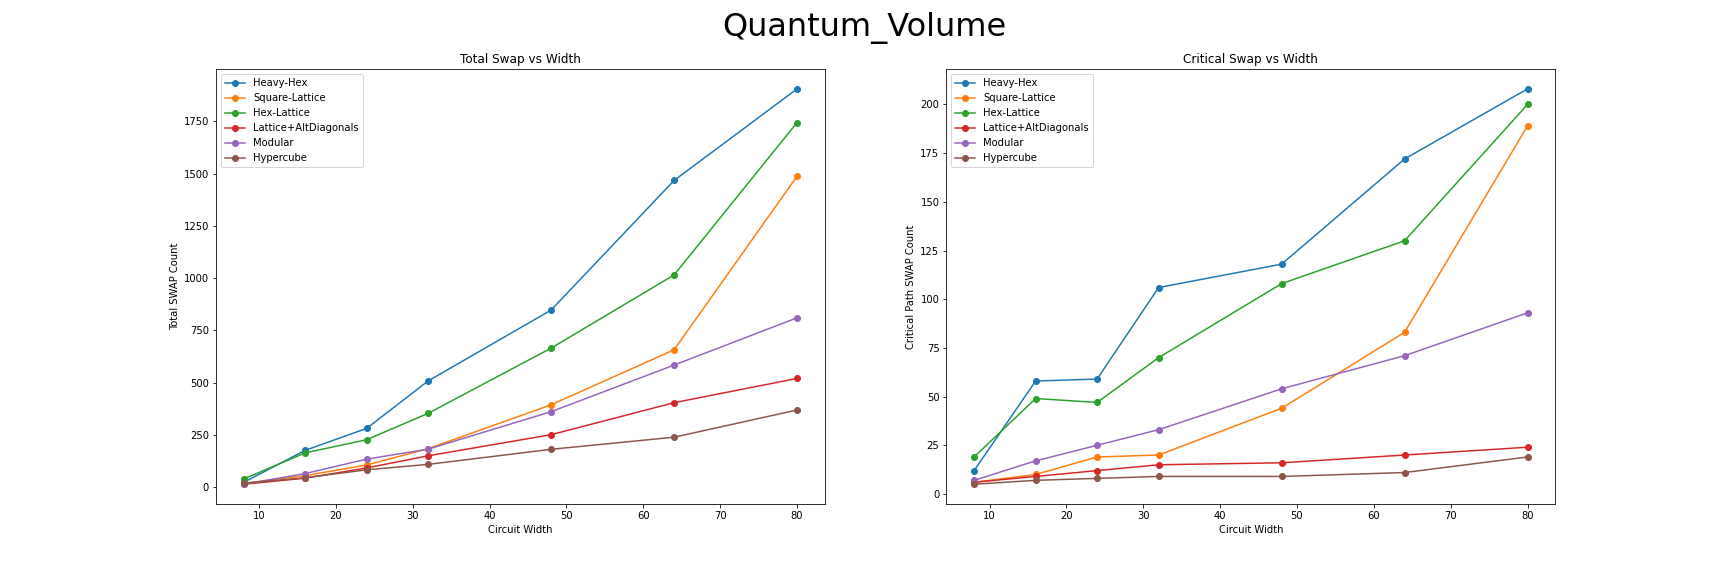 Quantum_Volume
Total Swap vs Width
Heavy-Hex
Square-Lattice
Hex-Lattice
Lattice+AltDiagonals
Modular
Hypercube
Total SWAP Count
1750
1500
1250
1000
750
500
250
0
10 20 30 40 50 60 70 80
Circuit Width
Critical Swap vs Width
Heavy-Hex
Square-Lattice
Hex-Lattice
Lattice+AltDiagonals
Modular
Hypercube
Critical Path SWAP Count
200
175
150
125
100
75
50
25
0
10 20 30 40 50 60 70 80
Circuit Width